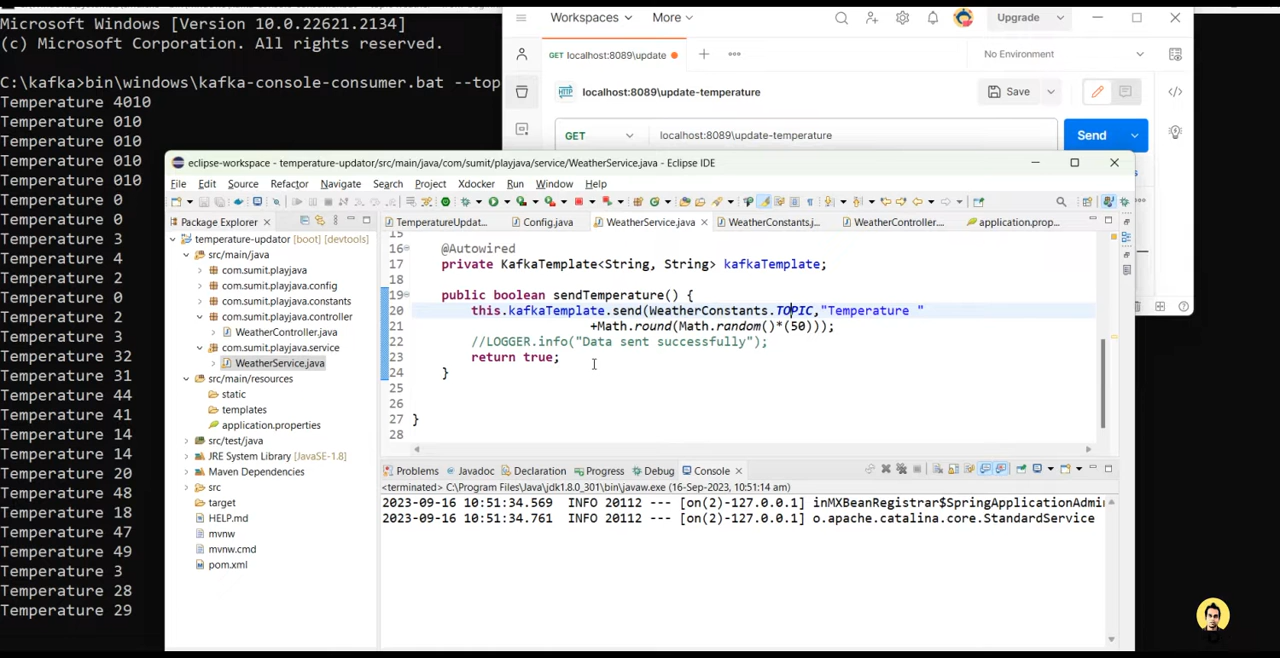 Microsoft Windows [Version 10.0.22621.2134]
(c) Microsoft Corporation. All rights reserved.
C:\kafka>bin\windows\kafka-console-consumer.bat --top
Temperature 4010
Temperature 010
Temperature 010
Temperature 010
Temperature 010
Temperature 0
Temperature 0
Temperature 3
Temperature 4
Temperature 2
Temperature 0
Temperature 2
Temperature 3
Temperature 32
Temperature 31
Temperature 44
Temperature 41
Temperature 14
Temperature 14
Temperature 20
Temperature 48
Temperature 18
Temperature 47
Temperature 49
Temperature 3
Temperature 28
Temperature 29
Workspaces More Upgrade
GET localhost:8089\update No Environment
HTTP localhost:8089\update-temperature Save
GET localhost:8089\update-temperature Send
eclipse-workspace - temperature-updator/src/main/java/com/sumit/playjava/service/WeatherService.java - Eclipse IDE
File Edit Source Refactor Navigate Search Project Xdocker Run Window Help
Package Explorer
temperature-updator [boot] [devtools]
src/main/java
com.sumit.playjava
com.sumit.playjava.config
com.sumit.playjava.constants
com.sumit.playjava.controller
WeatherController.java
com.sumit.playjava.service
WeatherService.java
src/main/resources
static
templates
application.properties
src/test/java
JRE System Library [JavaSE-1.8]
Maven Dependencies
src
target
HELP.md
mvnw
mvnw.cmd
pom.xml
TemperatureUpdat... Config.java WeatherService.java WeatherConstants.j... WeatherController.... application.prop...
15
16 @Autowired
17 private KafkaTemplate<String, String> kafkaTemplate;
18
19 public boolean sendTemperature() {
20 this.kafkaTemplate.send(WeatherConstants.TOPIC,"Temperature "
21 +Math.round(Math.random()*(50)));
22 //LOGGER.info("Data sent successfully");
23 return true;
24 }
25
26
27 }
28
Problems Javadoc Declaration Progress Debug Console
<terminated> C:\Program Files\Java\jdk1.8.0_301\bin\javaw.exe (16-Sep-2023, 10:51:14 am)
2023-09-16 10:51:34.569 INFO 20112 --- [on(2)-127.0.0.1] inMXBeanRegistrar$SpringApplicationAdmi
2023-09-16 10:51:34.761 INFO 20112 --- [on(2)-127.0.0.1] o.apache.catalina.core.StandardService